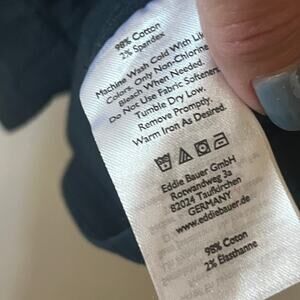 98% Cotton
2% Spandex
Machine Wash Cold With Like
Colors. Only Non-Chlorine
Bleach When Needed.
Do Not Use Fabric Softeners.
Tumble Dry Low.
Remove Promptly.
Warm Iron As Desired.
Eddie Bauer GmbH
Rotwandweg 3a
82024 Taufkirchen
GERMANY
www.eddiebauer.de
98% Coton
2% Elasthanne